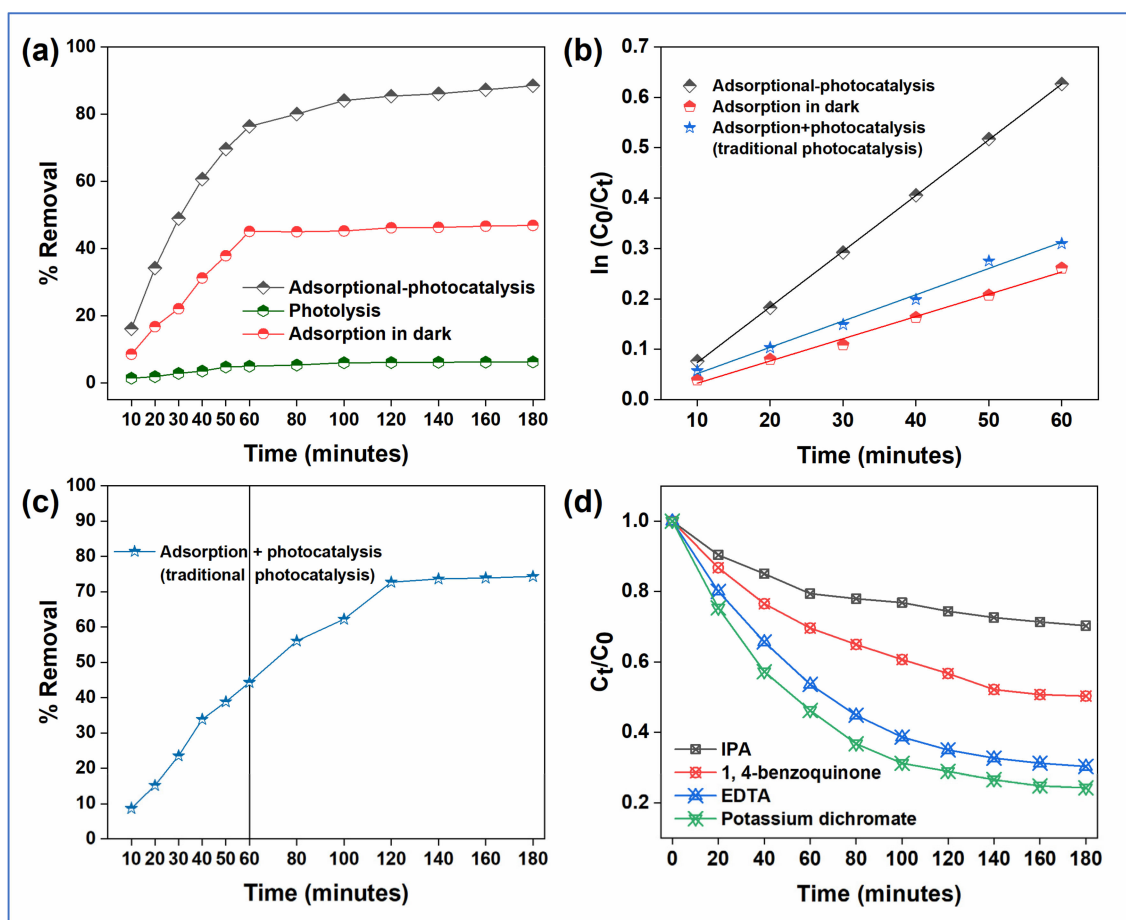 (a)
100
80
60
40
20
0
% Removal
Adsorptional-photocatalysis
Photolysis
Adsorption in dark
10 20 30 40 50 60 80 100 120 140 160 180
Time (minutes)
(b)
0.7
0.6
0.5
0.4
0.3
0.2
0.1
0.0
ln (C0/Ct)
Adsorptional-photocatalysis
Adsorption in dark
Adsorption+photocatalysis
(traditional photocatalysis)
10 20 30 40 50 60
Time (minutes)
(c)
100
90
80
70
60
50
40
30
20
10
0
% Removal
Adsorption + photocatalysis
(traditional photocatalysis)
10 20 30 40 50 60 80 100 120 140 160 180
Time (minutes)
(d)
1.0
0.8
0.6
0.4
0.2
Ct/C0
IPA
1, 4-benzoquinone
EDTA
Potassium dichromate
0 20 40 60 80 100 120 140 160 180
Time (minutes)